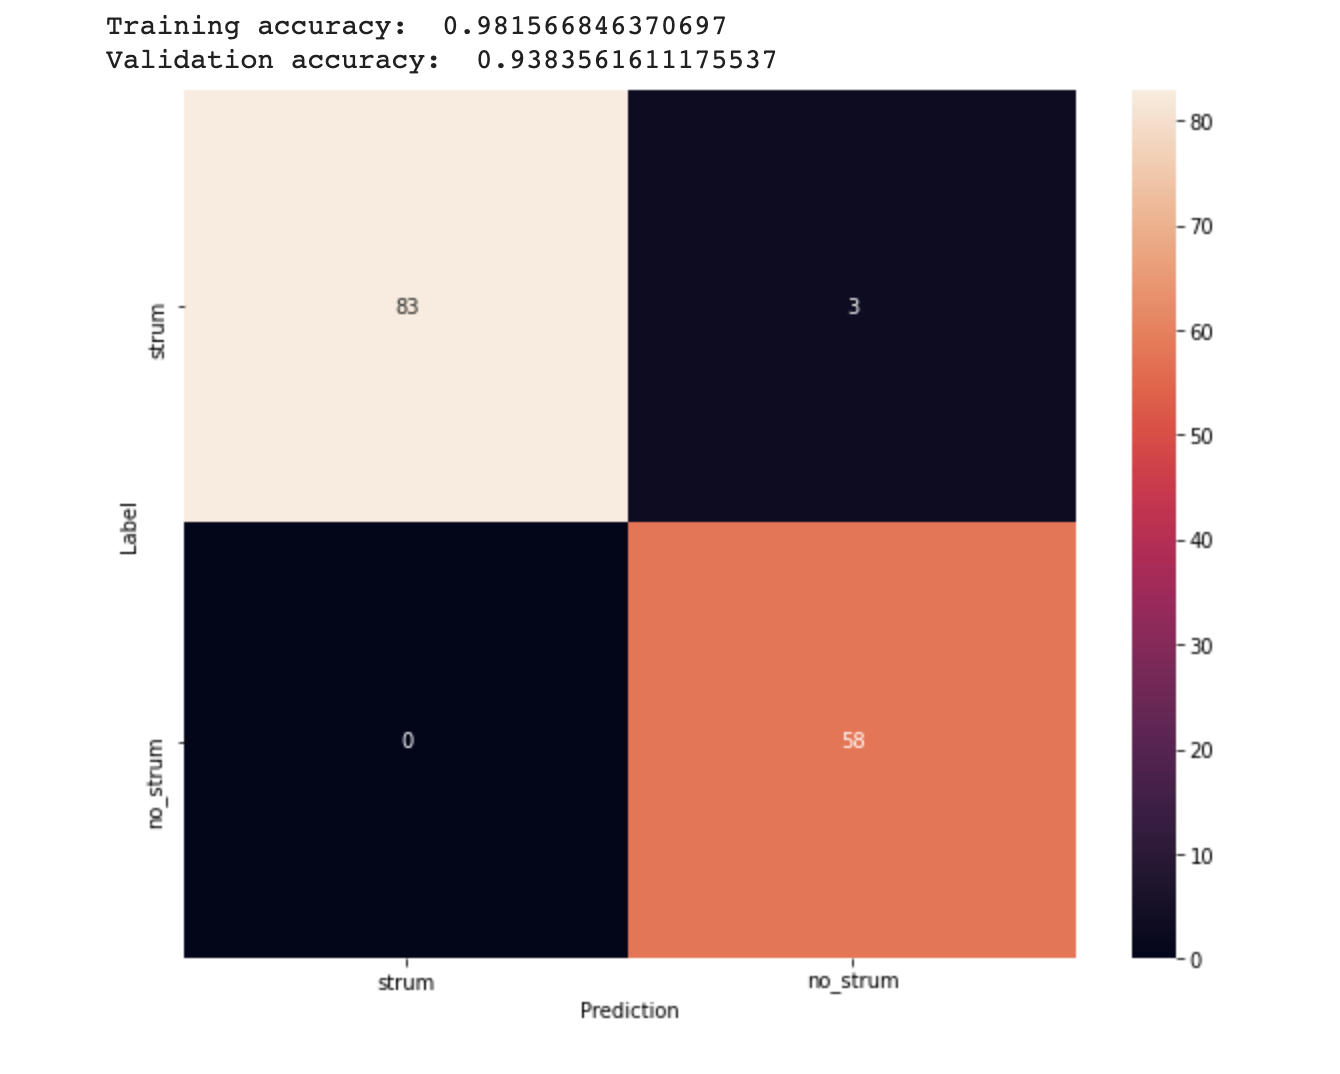 Training accuracy:  0.981566846370697
Validation accuracy:  0.9383561611175537
80
70
60
50
40
30
20
10
0
83
3
0
58
strum
no_strum
Label
strum
no_strum
Prediction